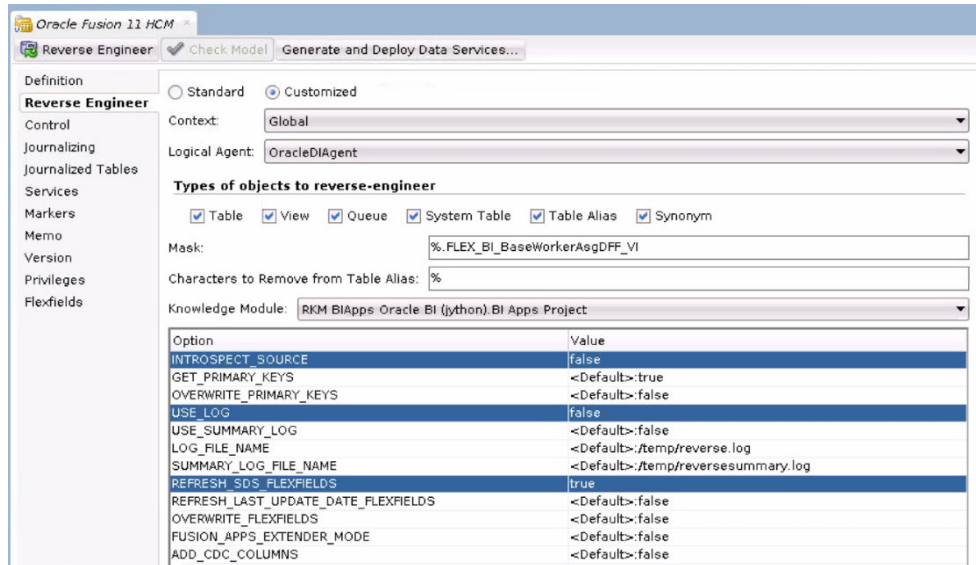 Oracle Fusion 11 HCM
Reverse Engineer Check Model Generate and Deploy Data Services...
Definition
Reverse Engineer
Control
Journalizing
Journalized Tables
Services
Markers
Memo
Version
Privileges
Flexfields
Standard Customized
Context: Global
Logical Agent: OracleDIAgent
Types of objects to reverse-engineer
Table View Queue System Table Table Alias Synonym
Mask: %.FLEX_BI_BaseWorkerAsgDFF_VI
Characters to Remove from Table Alias: %
Knowledge Module: RKM BIApps Oracle BI (jython).BI Apps Project
Option Value
INTROSPECT_SOURCE false
GET_PRIMARY_KEYS <Default>:true
OVERWRITE_PRIMARY_KEYS <Default>:false
USE_LOG false
USE_SUMMARY_LOG <Default>:false
LOG_FILE_NAME <Default>:/temp/reverse.log
SUMMARY_LOG_FILE_NAME <Default>:/temp/reversesummary.log
REFRESH_SDS_FLEXFIELDS true
REFRESH_LAST_UPDATE_DATE_FLEXFIELDS <Default>:false
OVERWRITE_FLEXFIELDS <Default>:false
FUSION_APPS_EXTENDER_MODE <Default>:false
ADD_CDC_COLUMNS <Default>:false